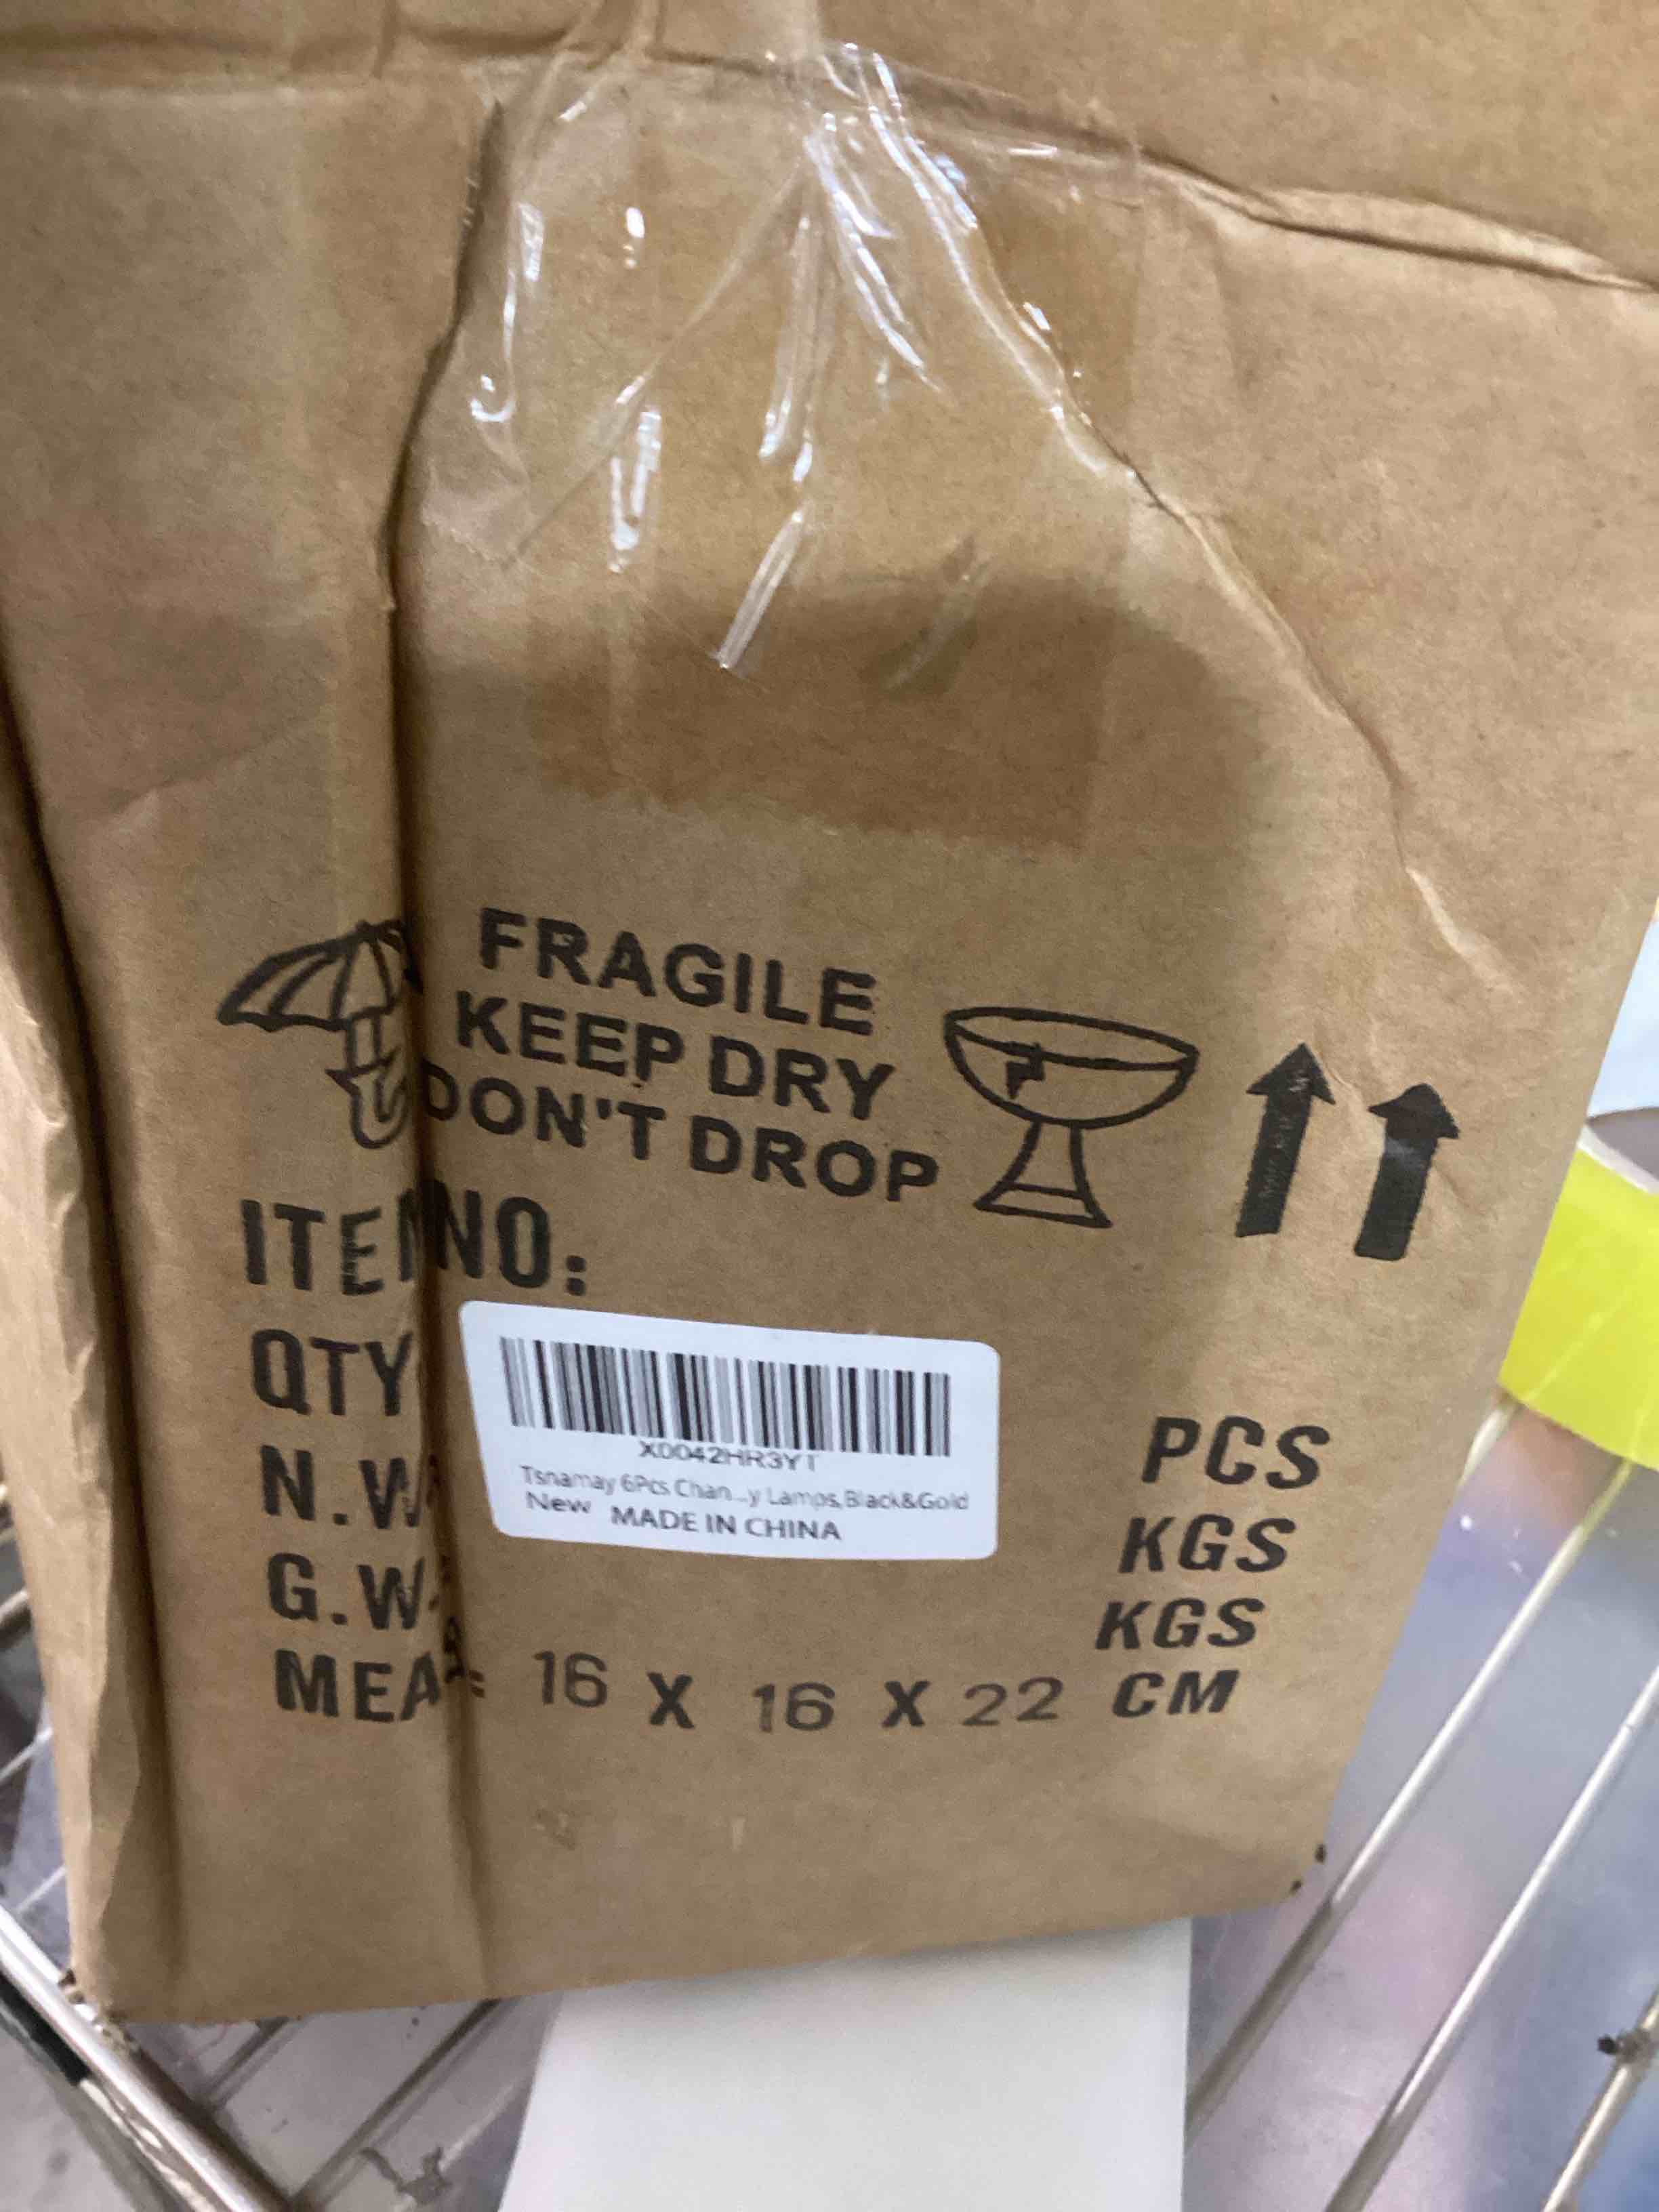 FRAGILE
KEEP DRY
DON'T DROP
ITEM NO:
QTY PCS
N.W. KGS
G.W. KGS
MEA : 16 X 16 X 22 CM
X0042HR3YT
Tsnamay 6Pcs Chan...y Lamps,Black&Gold
New MADE IN CHINA